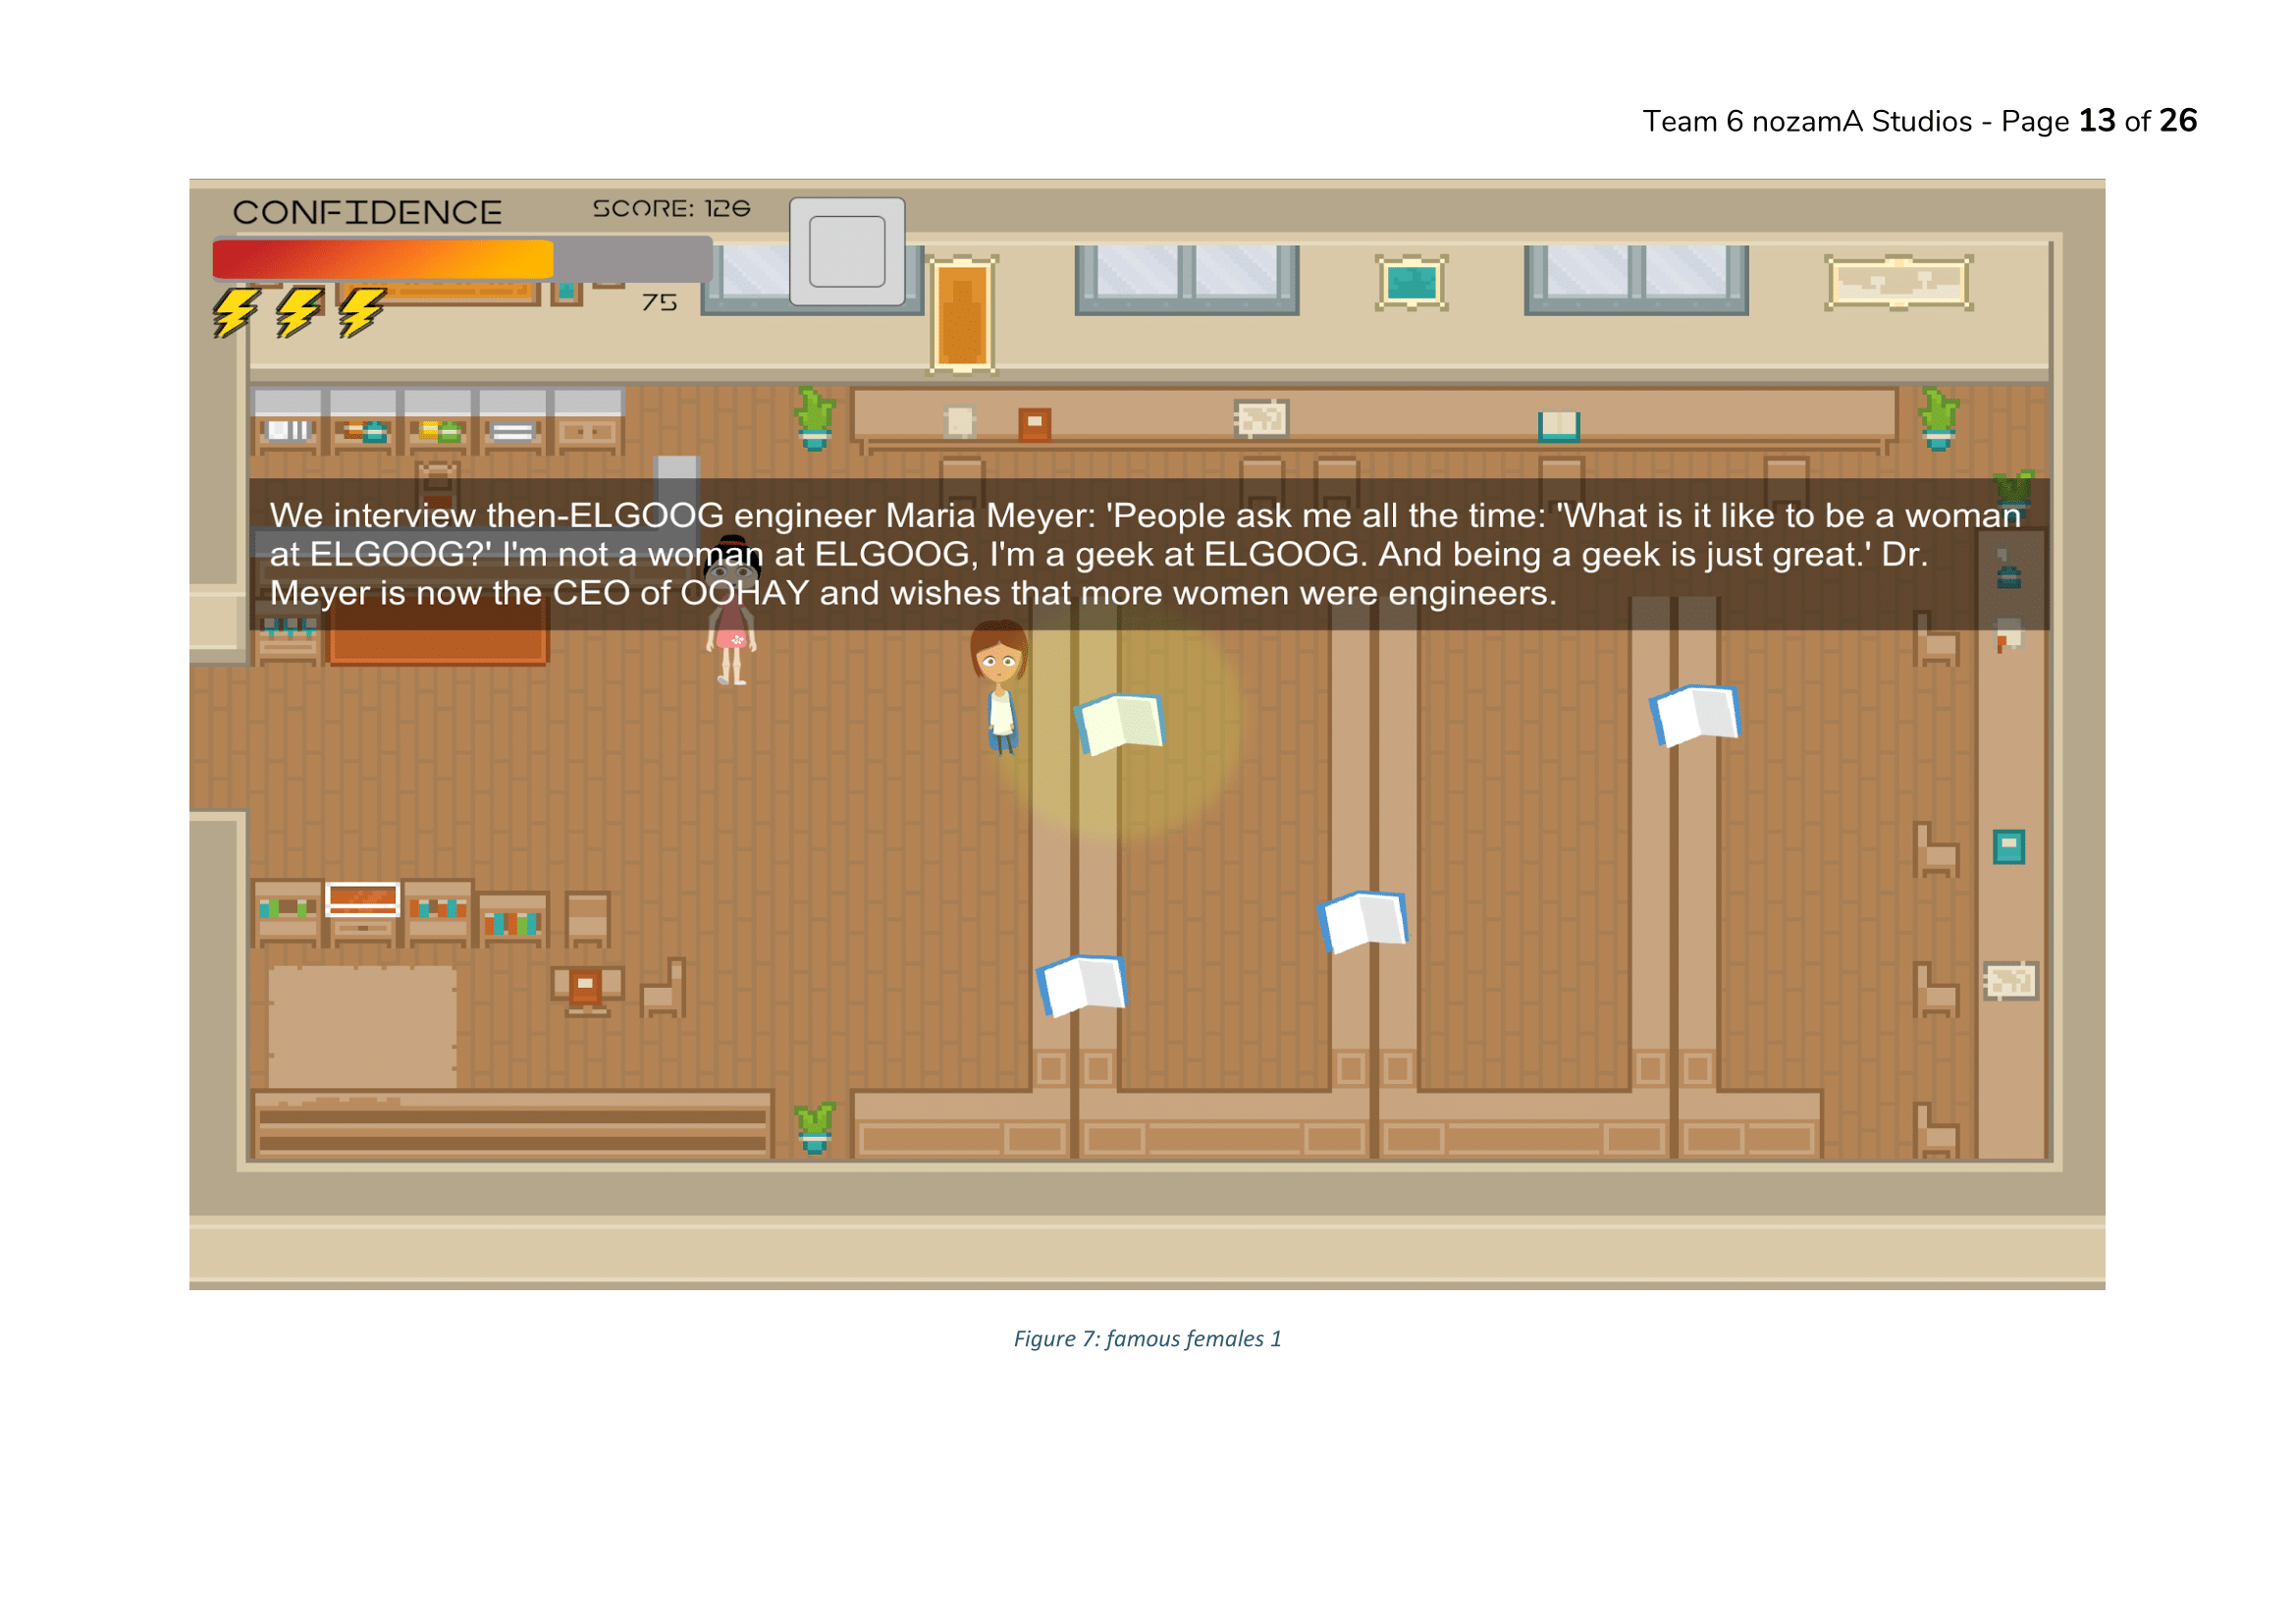 Team 6 nozamA Studios - Page 13 of 26
CONFIDENCE
SCORE: 126
75
We interview then-ELGOOG engineer Maria Meyer: 'People ask me all the time: 'What is it like to be a woman
at ELGOOG?' I'm not a woman at ELGOOG, I'm a geek at ELGOOG. And being a geek is just great.' Dr.
Meyer is now the CEO of OOHAY and wishes that more women were engineers.
Figure 7: famous females 1